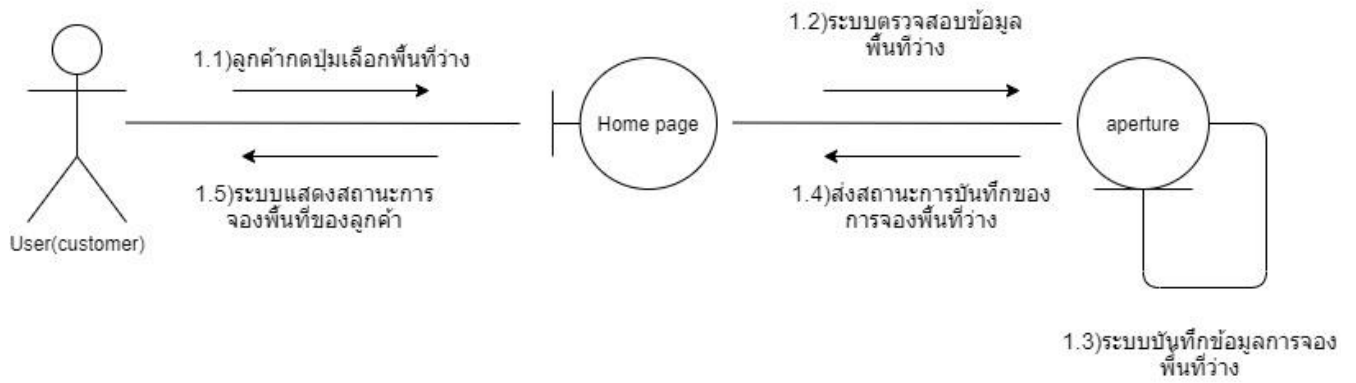 1.1)ลูกค้ากดปุ่มเลือกพื้นที่ว่าง
1.2)ระบบตรวจสอบข้อมูล
พื้นที่ว่าง
Home page
aperture
1.5)ระบบแสดงสถานะการ
จองพื้นที่ของลูกค้า
1.4)ส่งสถานะการบันทึกของ
การจองพื้นที่ว่าง
User(customer)
1.3)ระบบบันทึกข้อมูลการจอง
พื้นที่ว่าง